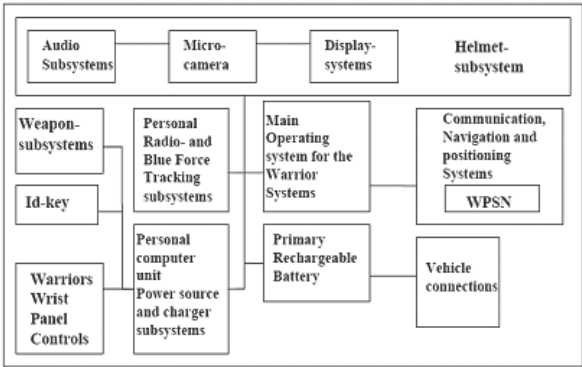 Audio
Subsystems
Micro-
camera
Display-
systems
Helmet-
subsystem
Weapon-
subsystems
Personal
Radio- and
Blue Force
Tracking
subsystems
Main
Operating
system for the
Warrior
Systems
Communication,
Navigation and
positioning
Systems
WPSN
Id-key
Warriors
Wrist
Panel
Controls
Personal
computer
unit
Power source
and charger
subsystems
Primary
Rechargeable
Battery
Vehicle
connections